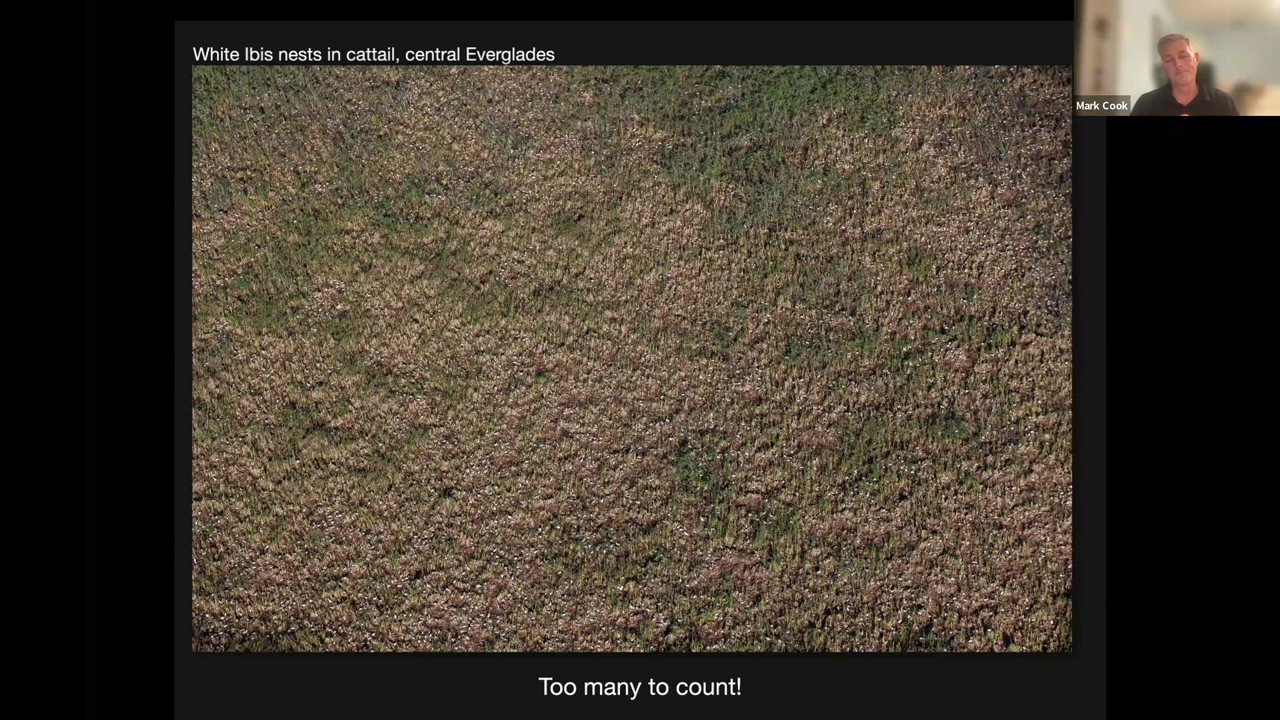 White Ibis nests in cattail, central Everglades
Mark Cook
Too many to count!